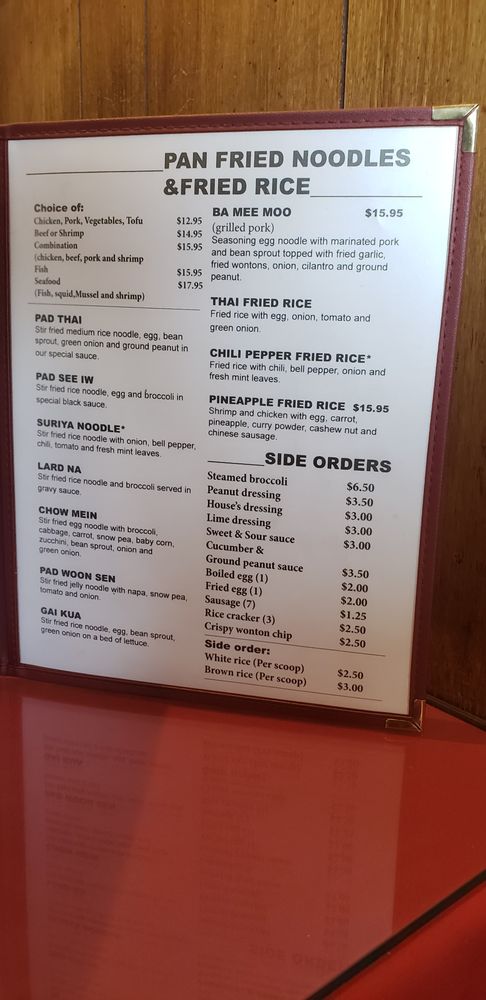 PAN FRIED NOODLES
&FRIED RICE
Choice of:
Chicken, Pork, Vegetables, Tofu $12.95
Beef or Shrimp $14.95
Combination $15.95
(chicken, beef, pork and shrimp
Fish $15.95
Seafood $17.95
(Fish, squid,Mussel and shrimp)
PAD THAI
Stir fried medium rice noodle, egg, bean
sprout, green onion and ground peanut in
our special sauce.
PAD SEE IW
Stir fried rice noodle, egg and broccoli in
special black sauce.
SURIYA NOODLE*
Stir fried rice noodle with onion, bell pepper,
chili, tomato and fresh mint leaves.
LARD NA
Stir fried rice noodle and broccoli served in
gravy sauce.
CHOW MEIN
Stir fried egg noodle with broccoli,
cabbage, carrot, snow pea, baby corn,
zucchini, bean sprout, onion and
green onion.
PAD WOON SEN
Stir fried jelly noodle with napa, snow pea,
tomato and onion.
GAI KUA
Stir fried rice noodle, egg, bean sprout,
green onion on a bed of lettuce.
BA MEE MOO $15.95
(grilled pork)
Seasoning egg noodle with marinated pork
and bean sprout topped with fried garlic,
fried wontons, onion, cilantro and ground
peanut.
THAI FRIED RICE
Fried rice with egg, onion, tomato and
green onion.
CHILI PEPPER FRIED RICE*
Fried rice with chili, bell pepper, onion and
fresh mint leaves.
PINEAPPLE FRIED RICE $15.95
Shrimp and chicken with egg, carrot,
pineapple, curry powder, cashew nut and
chinese sausage.
SIDE ORDERS
Steamed broccoli $6.50
Peanut dressing $3.50
House's dressing $3.00
Lime dressing $3.00
Sweet & Sour sauce $3.00
Cucumber &
Ground peanut sauce $3.50
Boiled egg (1) $2.00
Fried egg (1) $2.00
Sausage (7) $1.25
Rice cracker (3) $2.50
Crispy wonton chip $2.50
Side order:
White rice (Per scoop) $2.50
Brown rice (Per scoop) $3.00